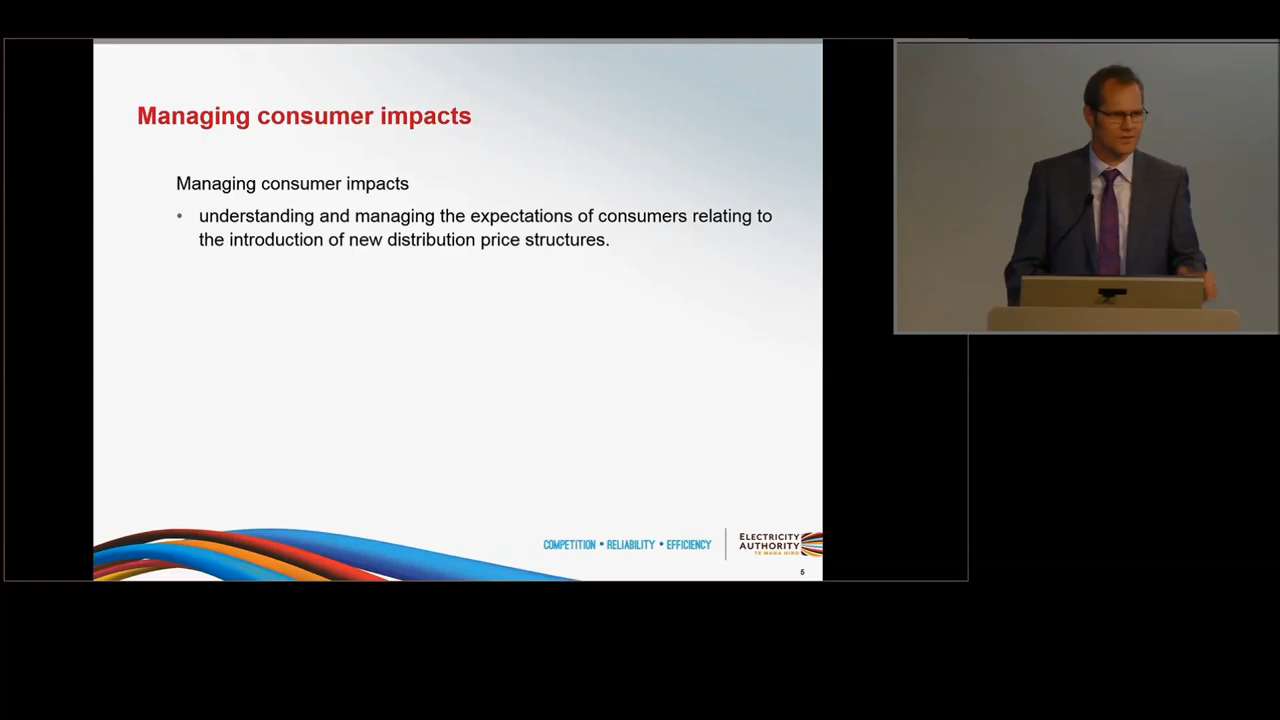 Managing consumer impacts
Managing consumer impacts
• understanding and managing the expectations of consumers relating to
the introduction of new distribution price structures.
COMPETITION • RELIABILITY • EFFICIENCY
ELECTRICITY
AUTHORITY
TE MANA HIKO
5